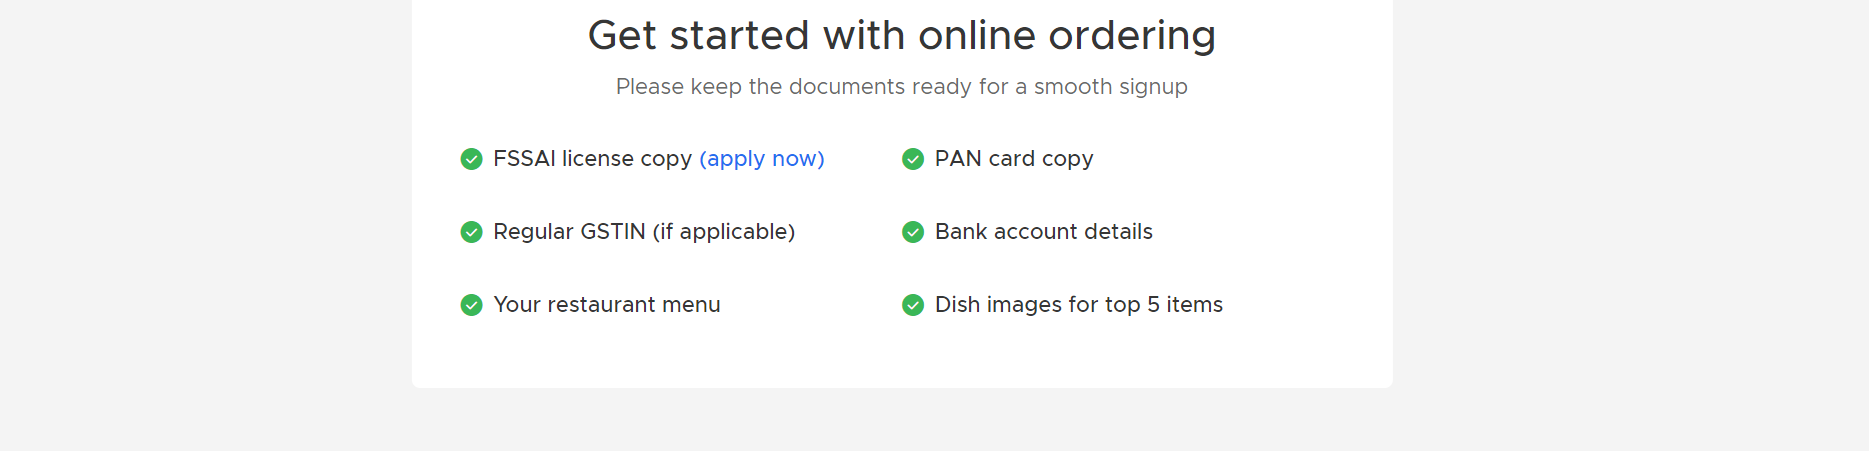 Get started with online ordering
Please keep the documents ready for a smooth signup
FSSAI license copy (apply now)
PAN card copy
Regular GSTIN (if applicable)
Bank account details
Your restaurant menu
Dish images for top 5 items